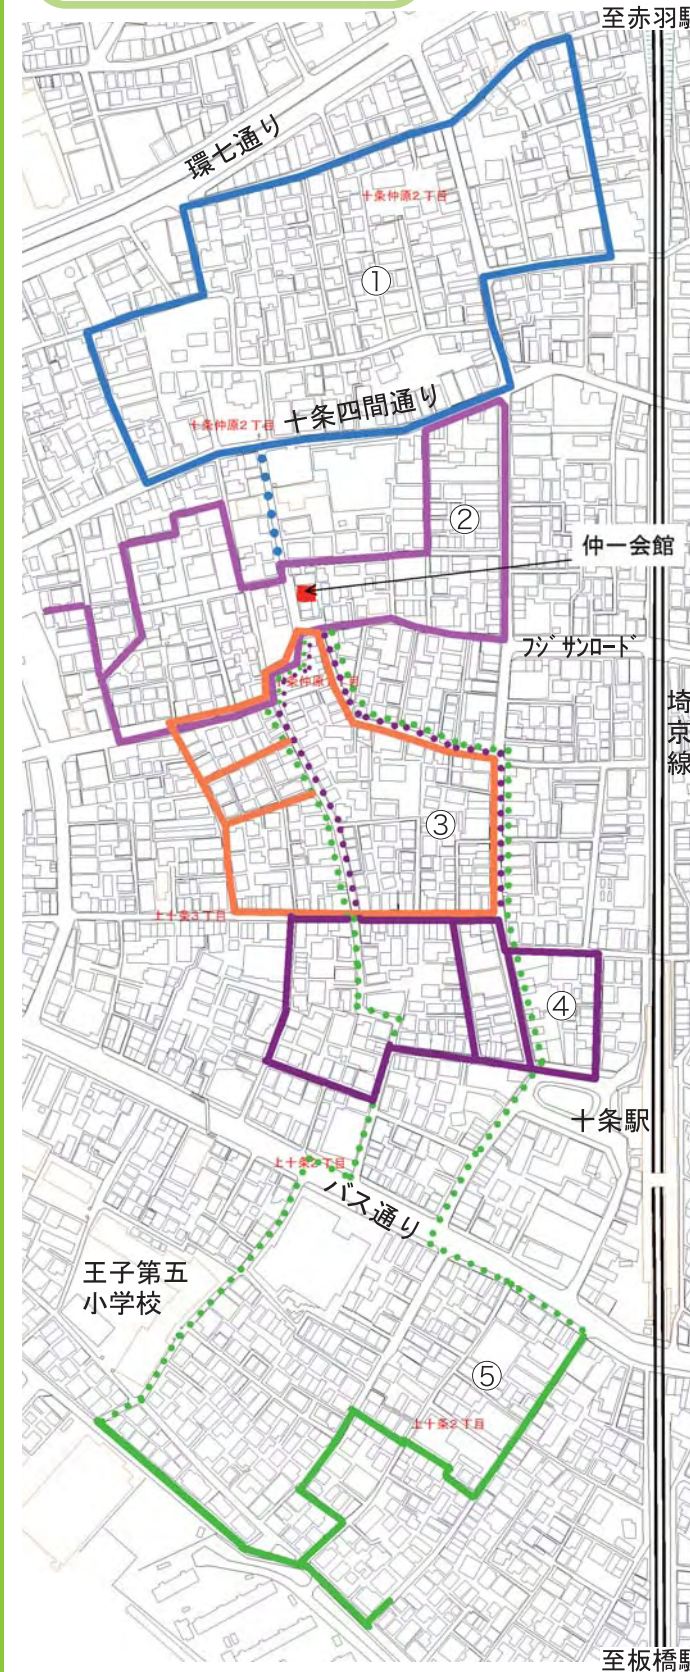 至赤羽駅
環七通り
十条仲原2丁目
①
十条四間通り
十条仲原2丁目
②
仲一会館
フジサンロード
埼京線
③
上十条3丁目
④
十条駅
上十条2丁目
バス通り
王子第五
小学校
⑤
上十条2丁目
至板橋駅